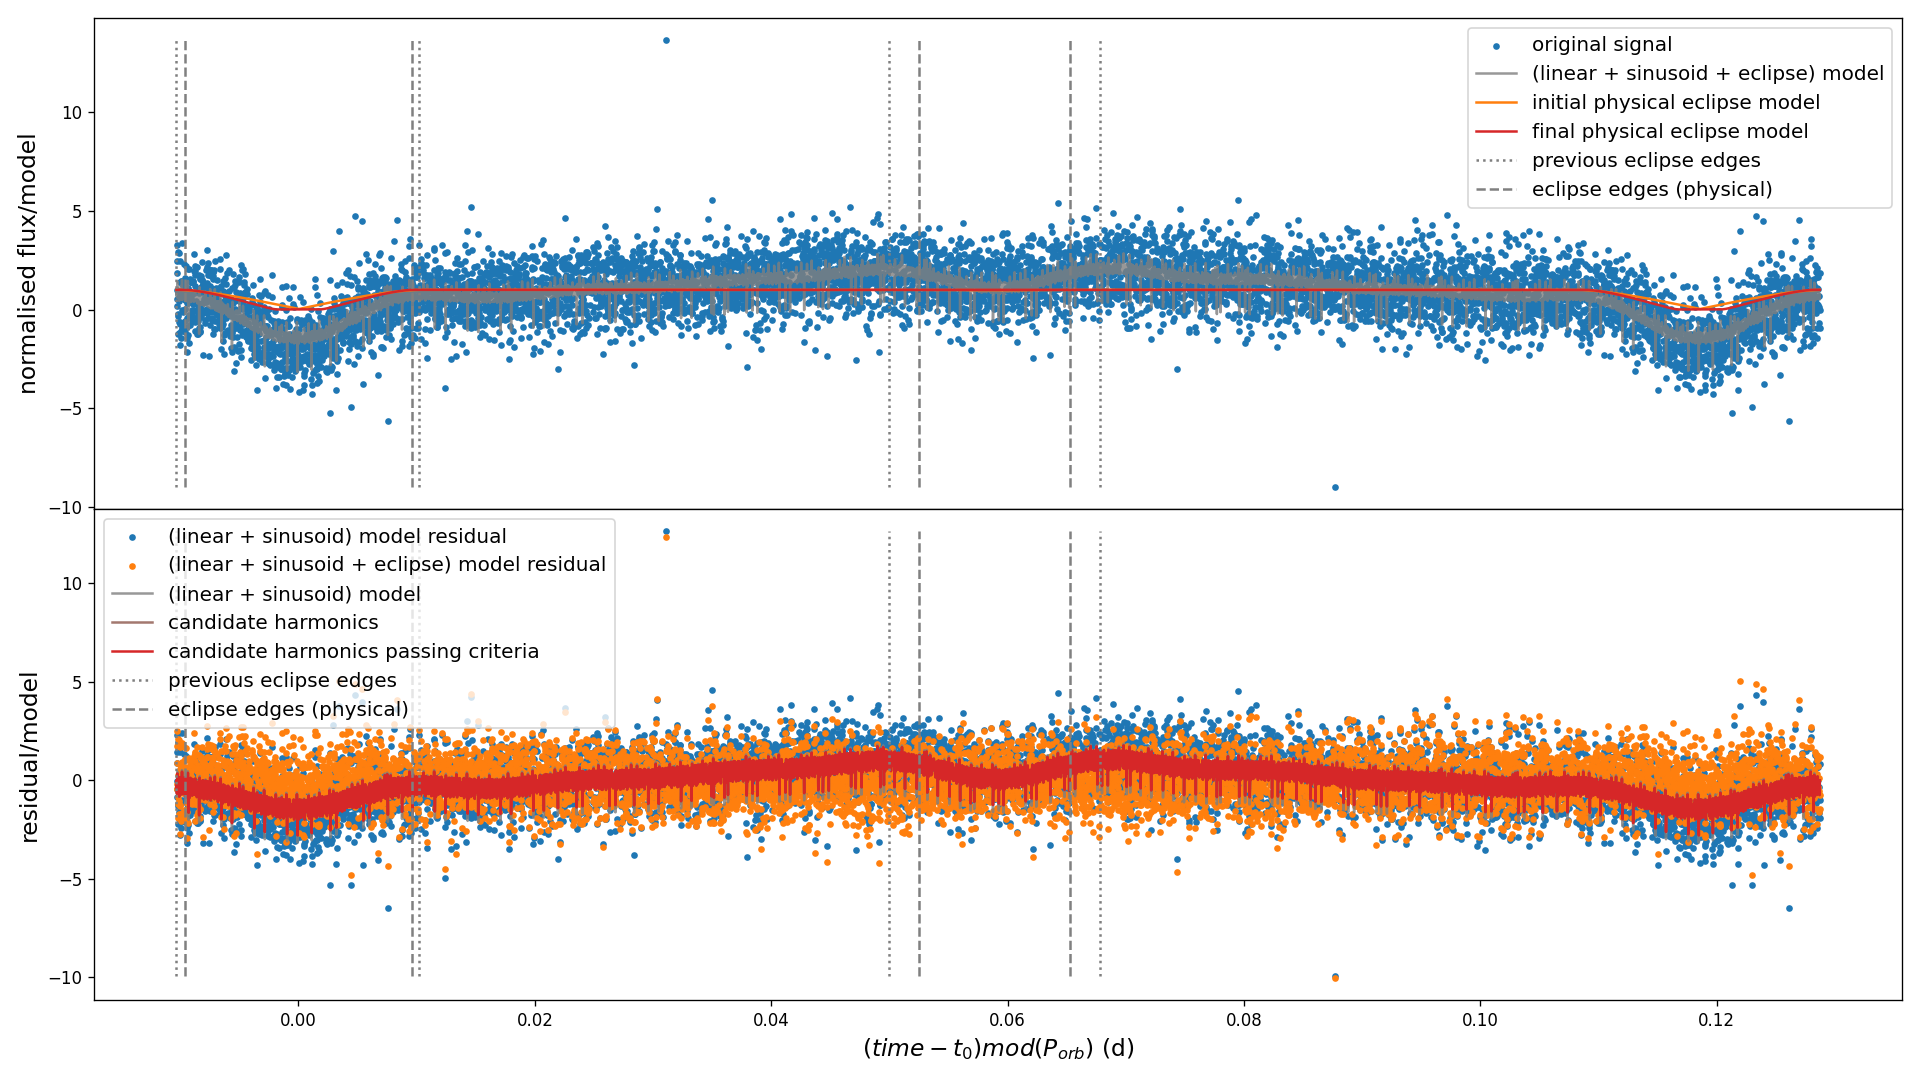 normalised flux/model
10
5
0
−5
−10
original signal
(linear + sinusoid + eclipse) model
initial physical eclipse model
final physical eclipse model
previous eclipse edges
eclipse edges (physical)
residual/model
10
5
0
−5
−10
(linear + sinusoid) model residual
(linear + sinusoid + eclipse) model residual
(linear + sinusoid) model
candidate harmonics
candidate harmonics passing criteria
previous eclipse edges
eclipse edges (physical)
0.00 0.02 0.04 0.06 0.08 0.10 0.12
(time − t₀)mod(P_orb) (d)